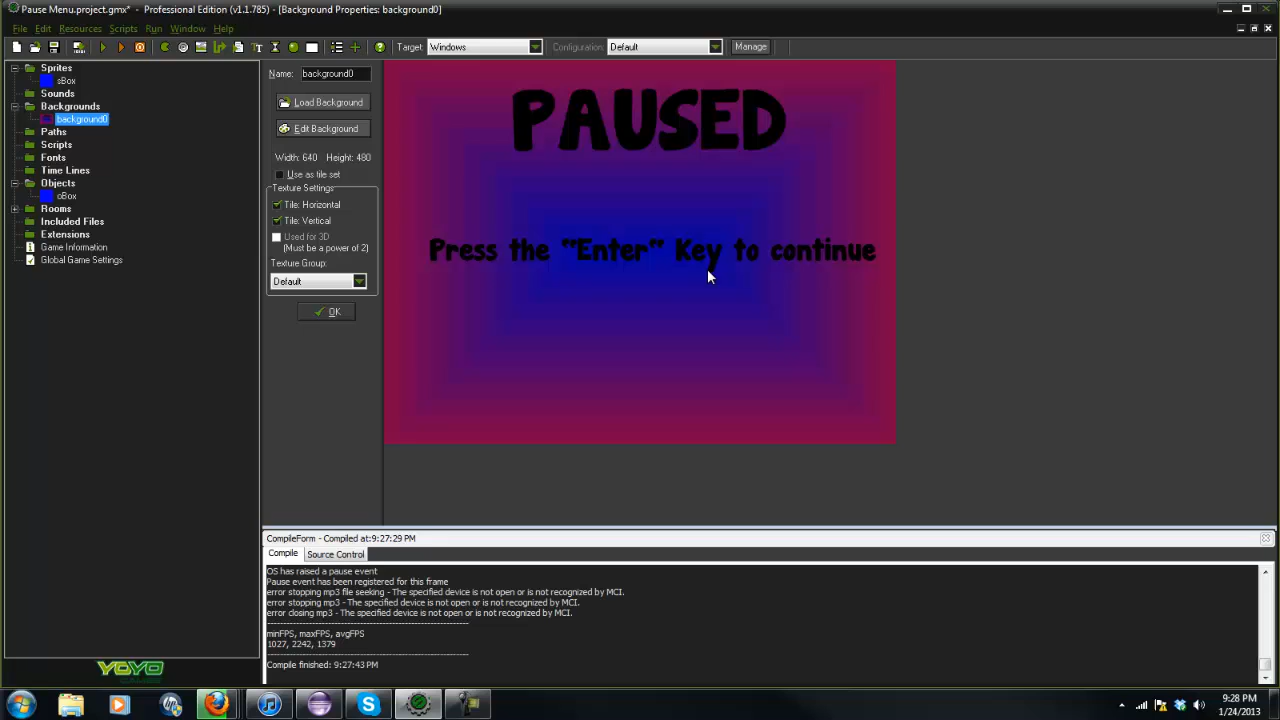 Pause Menu.project.gmx* - Professional Edition (v1.1.785) - [Background Properties: background0]
File Edit Resources Scripts Run Window Help
Target: Windows Configuration: Default Manage
Sprites
sBox
Sounds
Backgrounds
background0
Paths
Scripts
Fonts
Time Lines
Objects
oBox
Rooms
Included Files
Extensions
Game Information
Global Game Settings
Name: background0
Load Background
Edit Background
Width: 640 Height: 480
Use as tile set
Texture Settings
Tile: Horizontal
Tile: Vertical
Used for 3D
(Must be a power of 2)
Texture Group:
Default
OK
PAUSED
Press the "Enter" Key to continue
CompileForm - Compiled at:9:27:29 PM
Compile Source Control
OS has raised a pause event
Pause event has been registered for this frame
error stopping mp3 file seeking - The specified device is not open or is not recognized by MCI.
error stopping mp3 - The specified device is not open or is not recognized by MCI.
error closing mp3 - The specified device is not open or is not recognized by MCI.
minFPS, maxFPS, avgFPS
1027, 2242, 1379
Compile finished: 9:27:43 PM
YOYO
GAMES
9:28 PM
1/24/2013